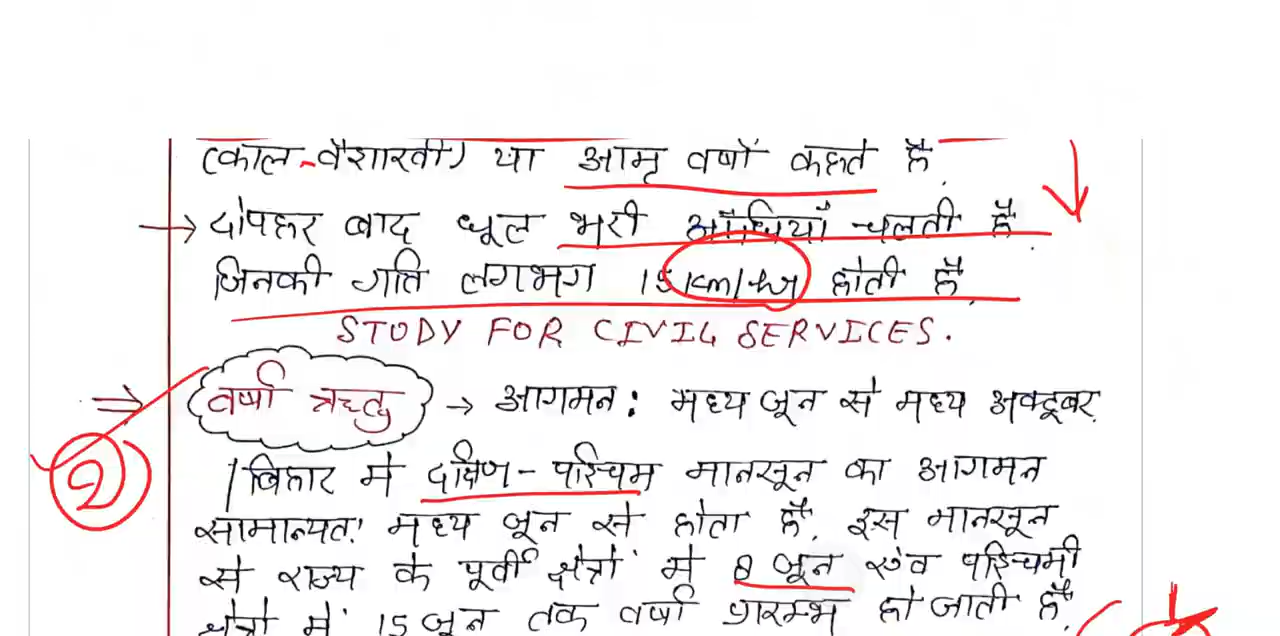 (काल-वैशाखी) या आमृ वर्षा कहते है.
→ दोपहर बाद धूल भरी आँधियाँ चलती है.
जिनकी गति लगभग 15 km/hr होती है.
STUDY FOR CIVIL SERVICES.
⇒ वर्षा ऋतु → आगमन: मध्य जून से मध्य अक्टूबर
2
बिहार मे दक्षिण-पश्चिम मानसून का आगमन
सामान्यत: मध्य जून से होता है. इस मानसून
से राज्य के पूर्वी क्षेत्रों मे 8 जून एंव पश्चिमी
क्षेत्रो में 15 जून तक वर्षा प्रारम्भ हो जाती है.